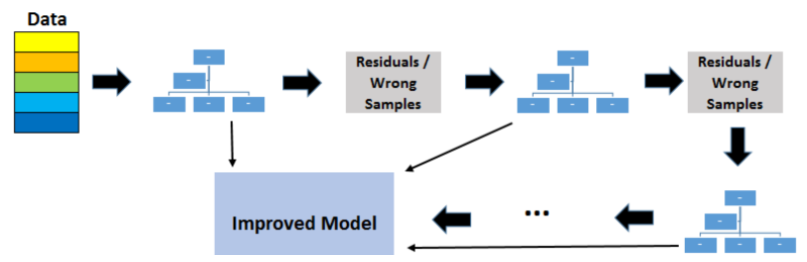 Data
Residuals /
Wrong
Samples
Residuals /
Wrong
Samples
Improved Model
...